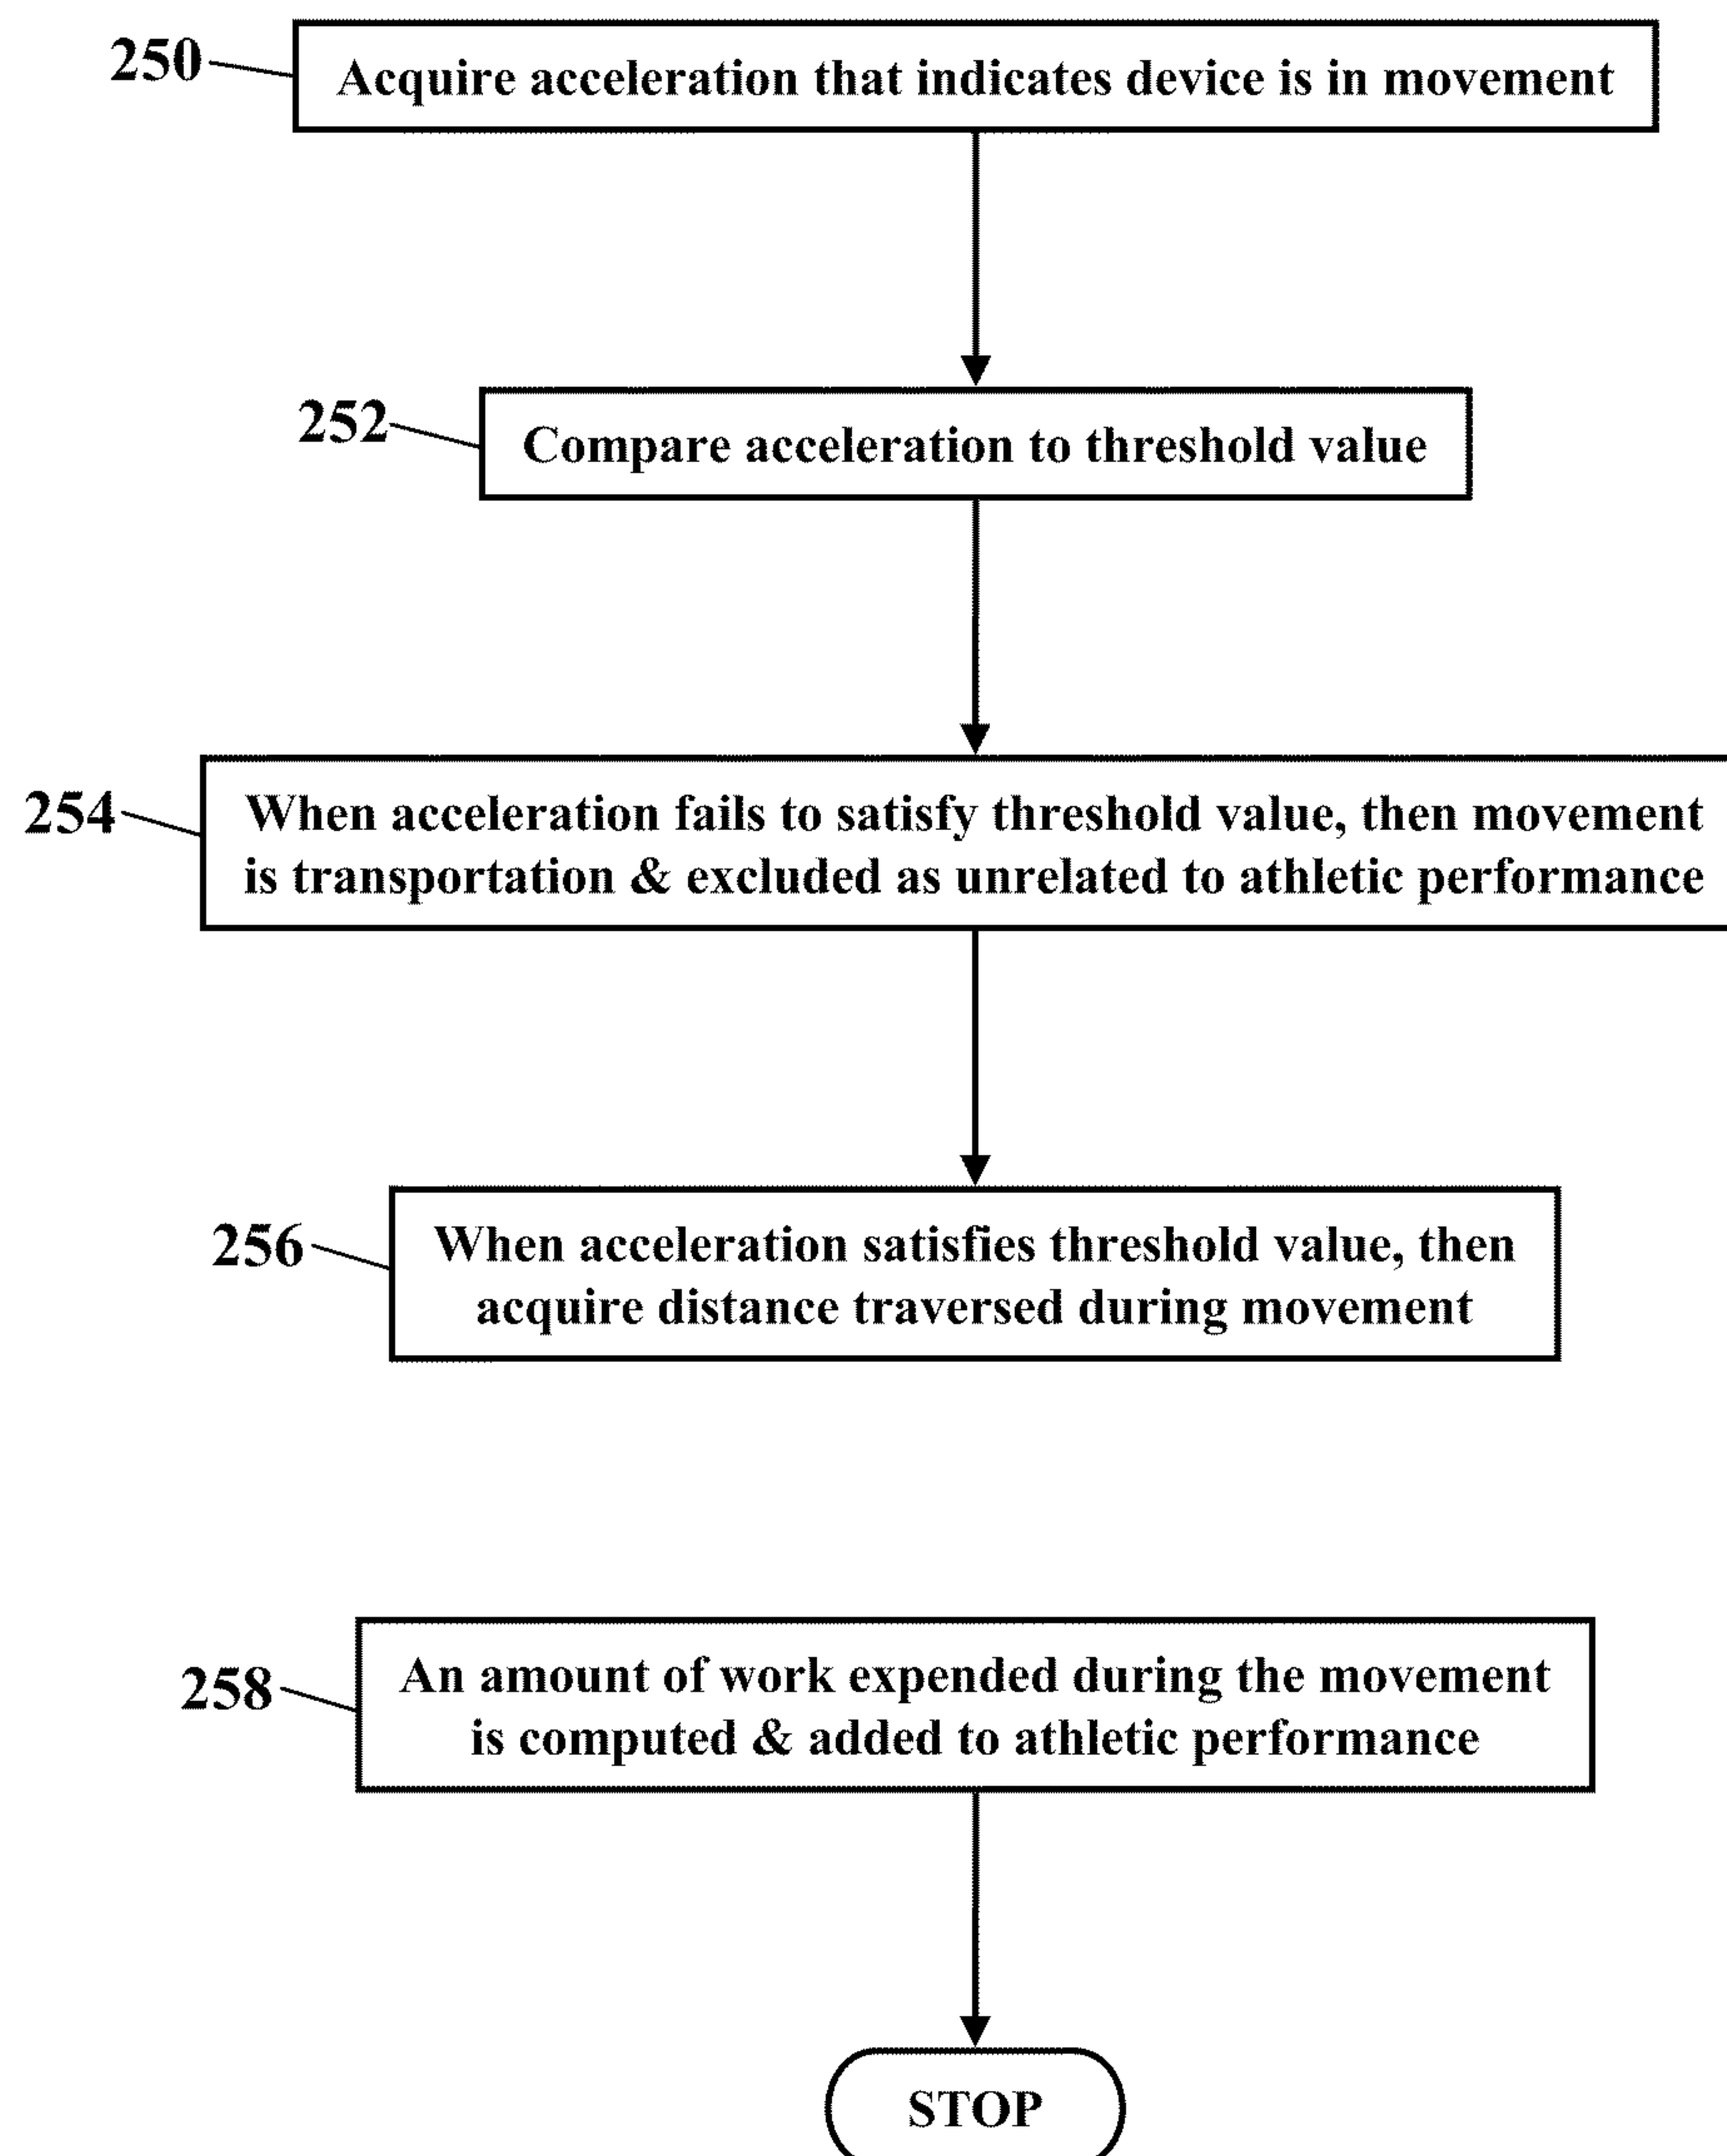 250
Acquire acceleration that indicates device is in movement
252
Compare acceleration to threshold value
254
When acceleration fails to satisfy threshold value, then movement
is transportation & excluded as unrelated to athletic performance
256
When acceleration satisfies threshold value, then
acquire distance traversed during movement
258
An amount of work expended during the movement
is computed & added to athletic performance
STOP